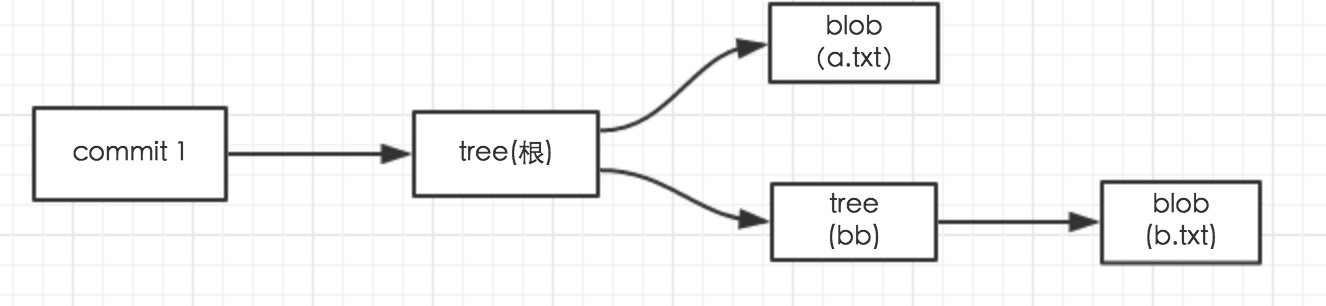 commit 1
tree(根)
blob
(a.txt)
tree
(bb)
blob
(b.txt)